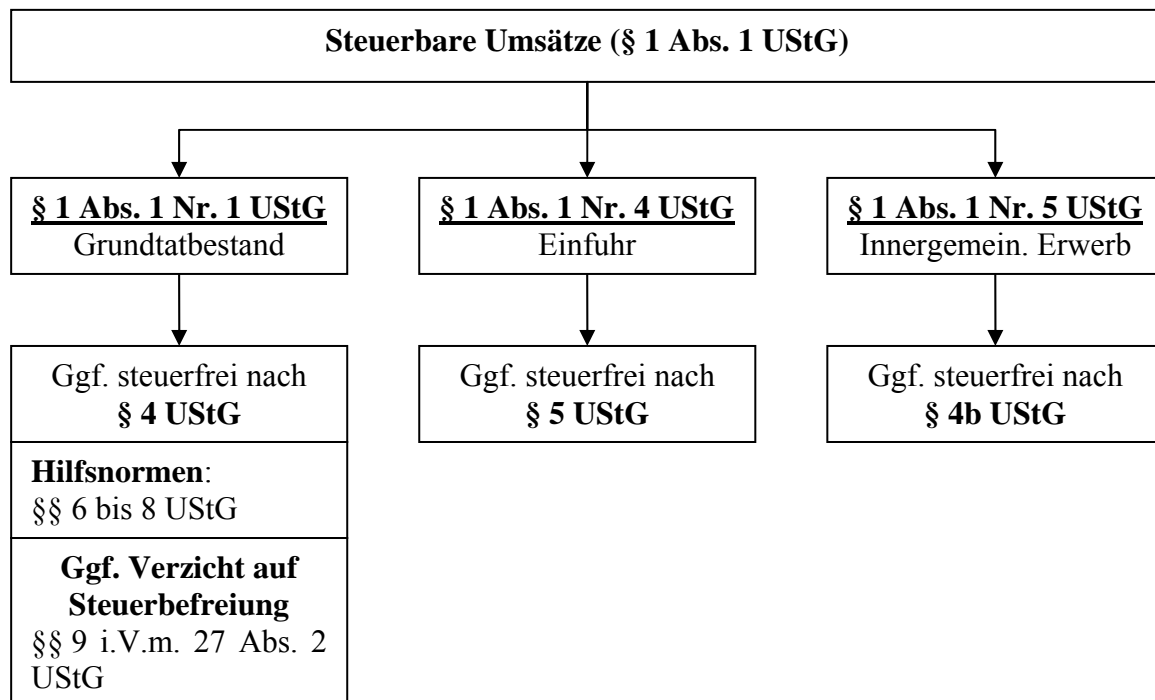 Steuerbare Umsätze (§ 1 Abs. 1 UStG)
§ 1 Abs. 1 Nr. 1 UStG
Grundtatbestand
§ 1 Abs. 1 Nr. 4 UStG
Einfuhr
§ 1 Abs. 1 Nr. 5 UStG
Innergemein. Erwerb
Ggf. steuerfrei nach
§ 4 UStG
Ggf. steuerfrei nach
§ 5 UStG
Ggf. steuerfrei nach
§ 4b UStG
Hilfsnormen:
§§ 6 bis 8 UStG
Ggf. Verzicht auf
Steuerbefreiung
§§ 9 i.V.m. 27 Abs. 2
UStG